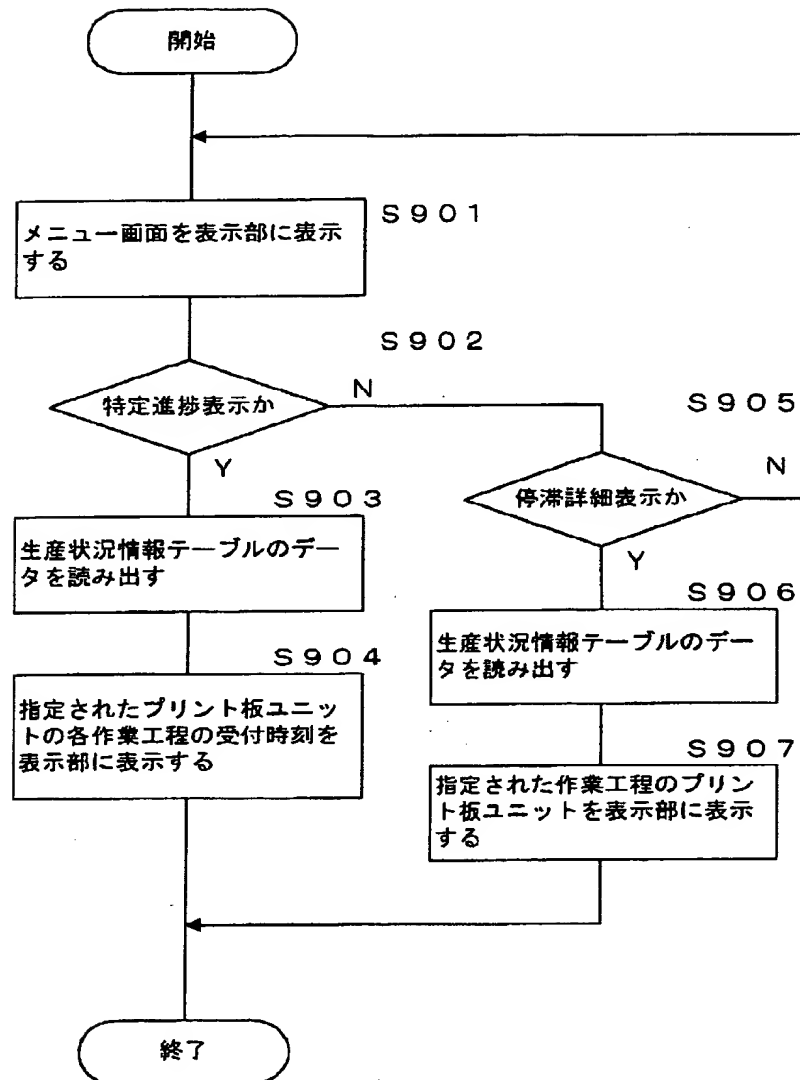 開始
S901
メニュー画面を表示部に表示
する
S902
特定進捗表示か
N
Y
S903
生産状況情報テーブルのデー
タを読み出す
S904
指定されたプリント板ユニッ
トの各作業工程の受付時刻を
表示部に表示する
S905
停滞詳細表示か
N
Y
S906
生産状況情報テーブルのデー
タを読み出す
S907
指定された作業工程のプリン
ト板ユニットを表示部に表示
する
終了